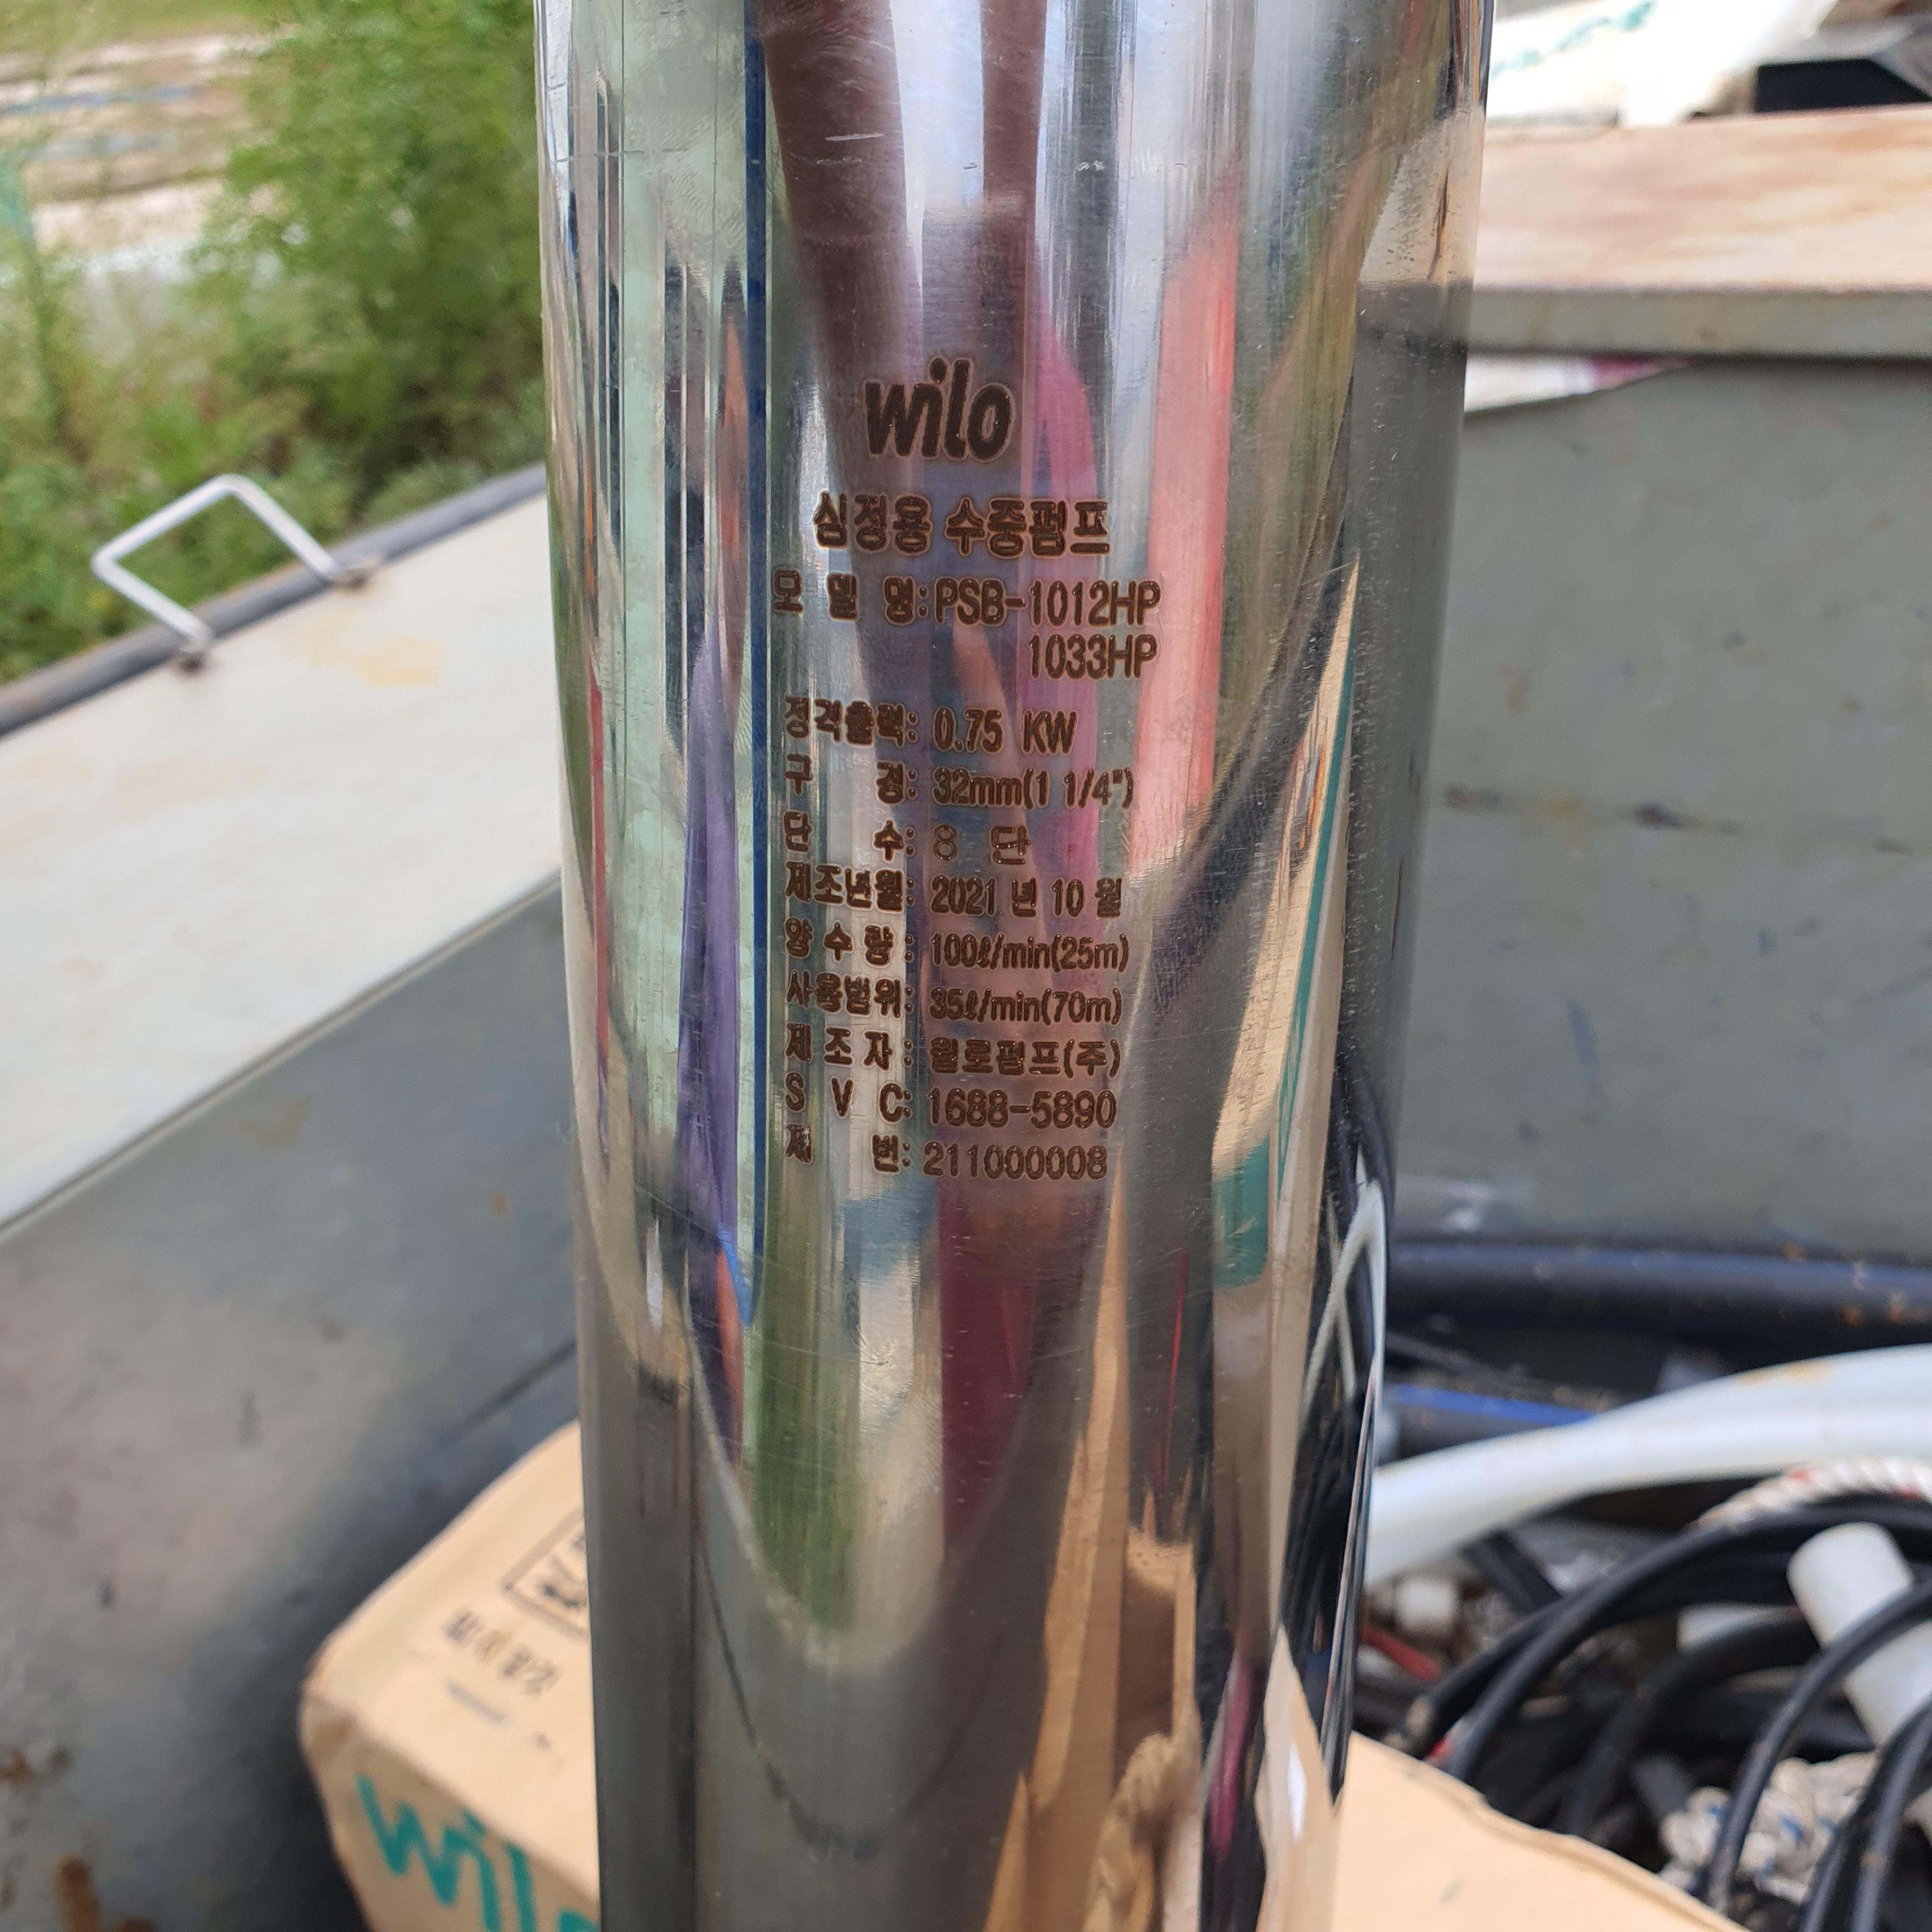 wilo
심정용 수중펌프
모 델 명: PSB-1012HP
1033HP
정격출력: 0.75 KW
구 경: 32mm(1 1/4")
단 수: 8 단
제조년월: 2021 년 10 월
양 수 량 : 100ℓ/min(25m)
사용범위: 35ℓ/min(70m)
제 조 자 : 윌로펌프(주)
S V C: 1688-5890
제 번: 211000008
wilo